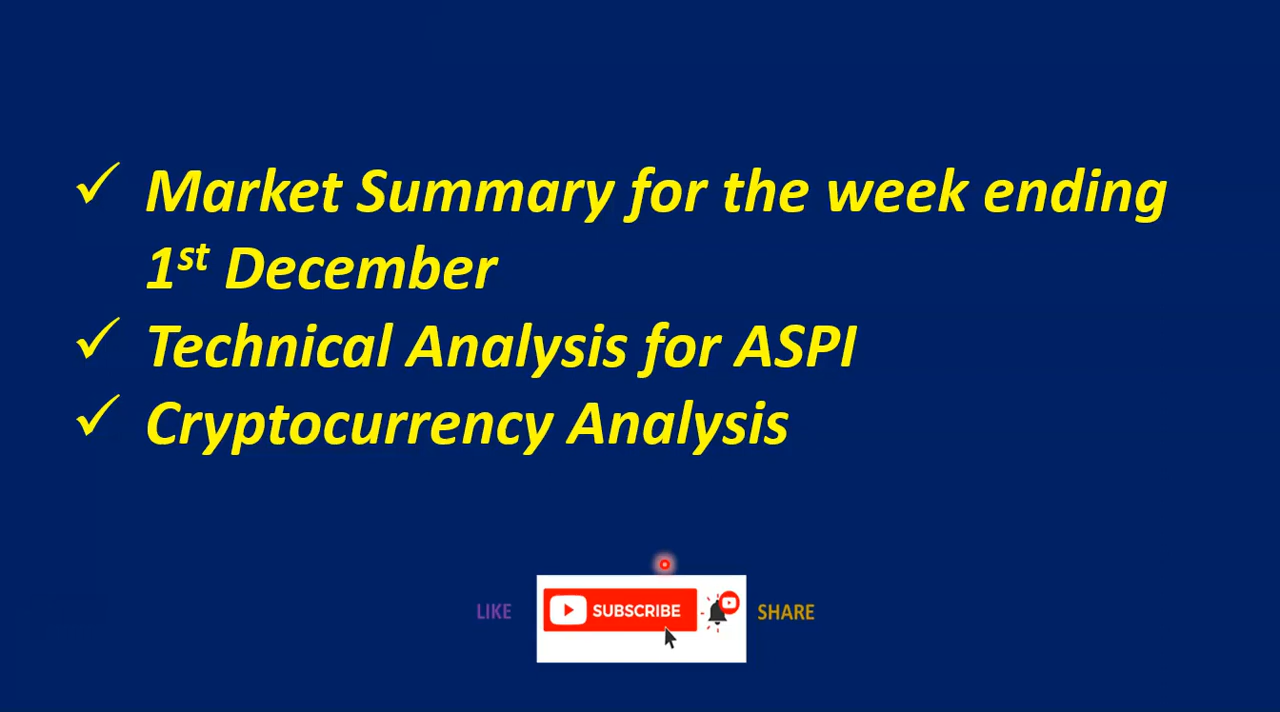 ✓ Market Summary for the week ending
1st December
✓ Technical Analysis for ASPI
✓ Cryptocurrency Analysis
LIKE SUBSCRIBE SHARE